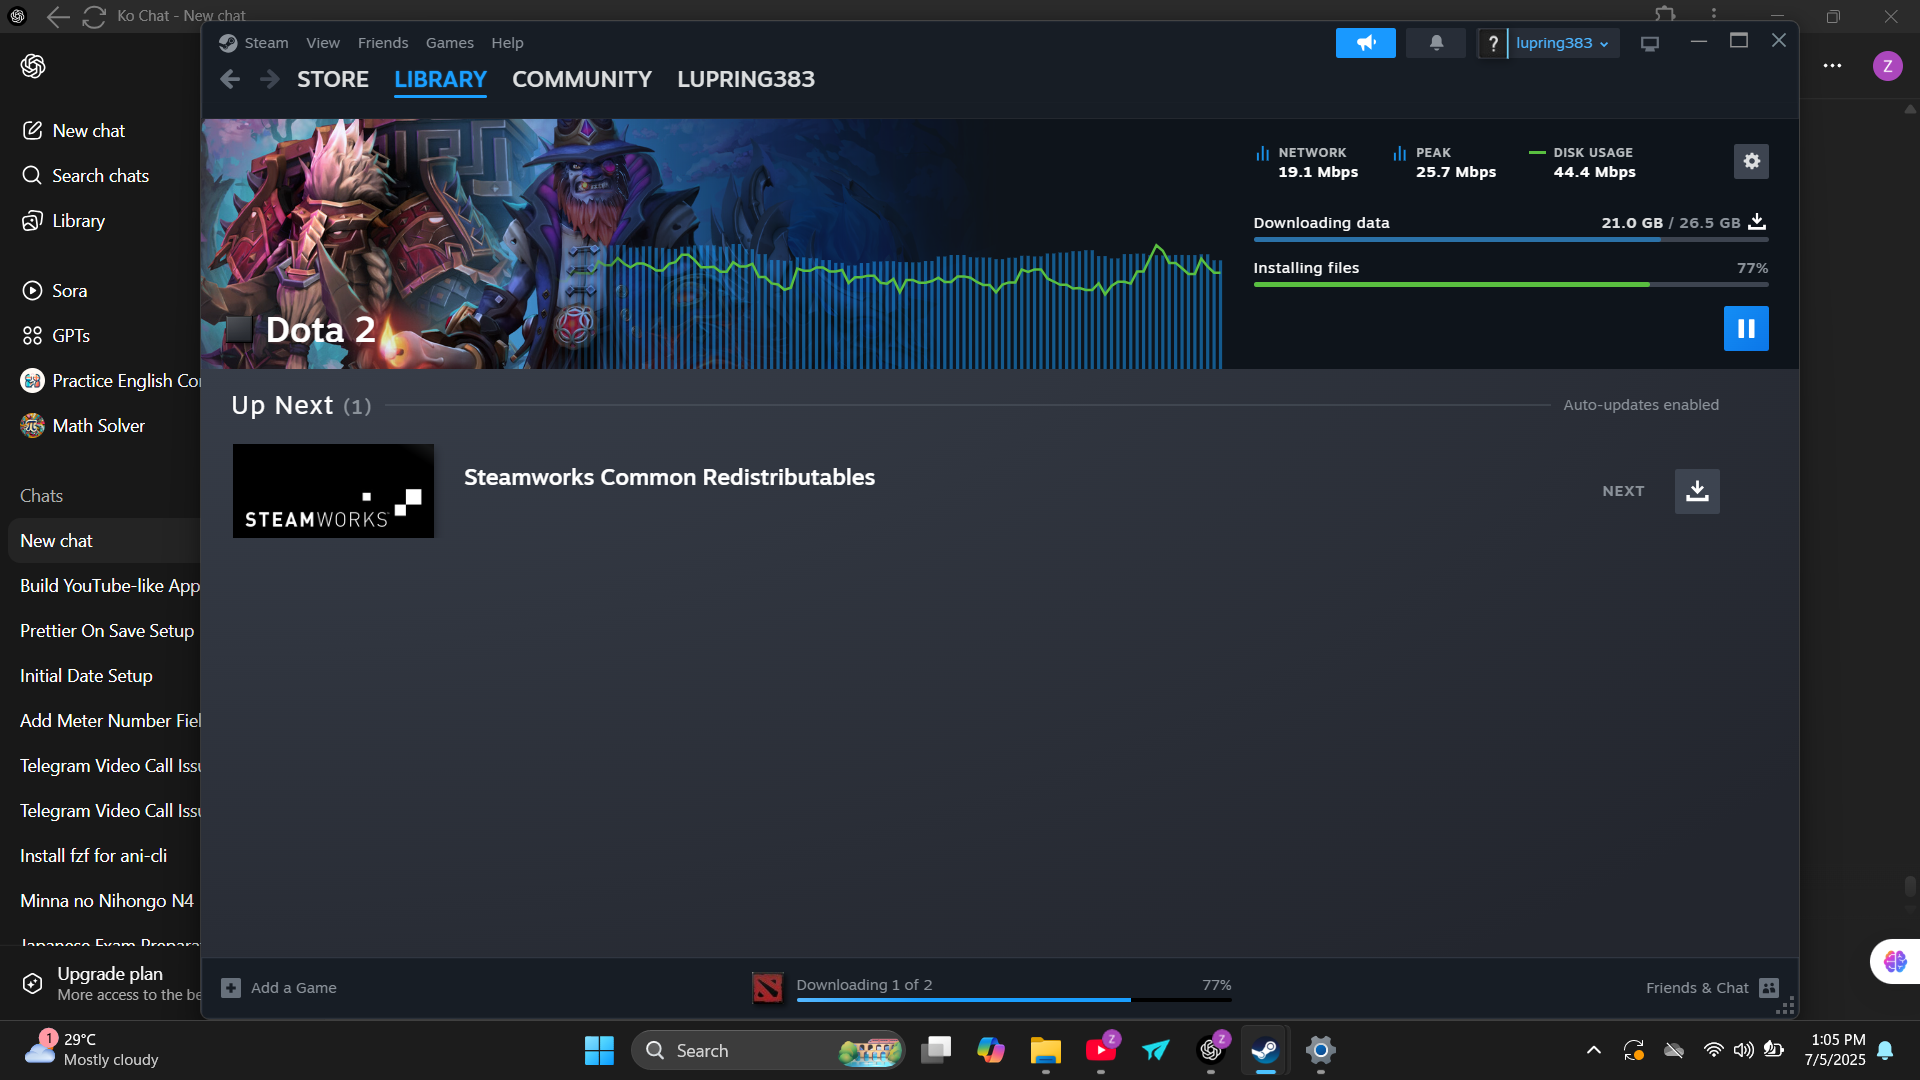 Ko Chat - New chat
Steam View Friends Games Help
? lupring383
STORE LIBRARY COMMUNITY LUPRING383
Z
New chat
Search chats
Library
Sora
GPTs
Practice English Co
Math Solver
Chats
New chat
Build YouTube-like App
Prettier On Save Setup
Initial Date Setup
Add Meter Number Fie
Telegram Video Call Iss
Telegram Video Call Iss
Install fzf for ani-cli
Minna no Nihongo N4
Japanese Exam Prepara
Upgrade plan
More access to the be
NETWORK
19.1 Mbps
PEAK
25.7 Mbps
DISK USAGE
44.4 Mbps
Downloading data 21.0 GB / 26.5 GB
Installing files 77%
Dota 2
Up Next (1)
Auto-updates enabled
STEAMWORKS
Steamworks Common Redistributables
NEXT
Add a Game
Downloading 1 of 2 77%
Friends & Chat
1
29°C
Mostly cloudy
Search
Z
Z
1:05 PM
7/5/2025